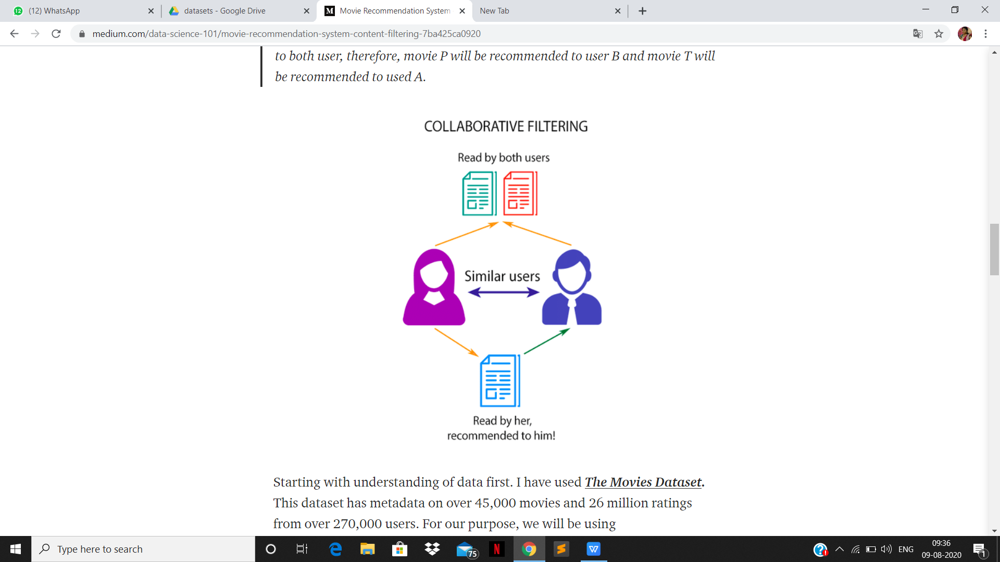 (12) WhatsApp
datasets - Google Drive
Movie Recommendation System
New Tab
medium.com/data-science-101/movie-recommendation-system-content-filtering-7ba425ca0920
to both user, therefore, movie P will be recommended to user B and movie T will
be recommended to used A.
COLLABORATIVE FILTERING
Read by both users
Similar users
Read by her,
recommended to him!
Starting with understanding of data first. I have used The Movies Dataset.
This dataset has metadata on over 45,000 movies and 26 million ratings
from over 270,000 users. For our purpose, we will be using
Type here to search
75
ENG
09:36
09-08-2020
1